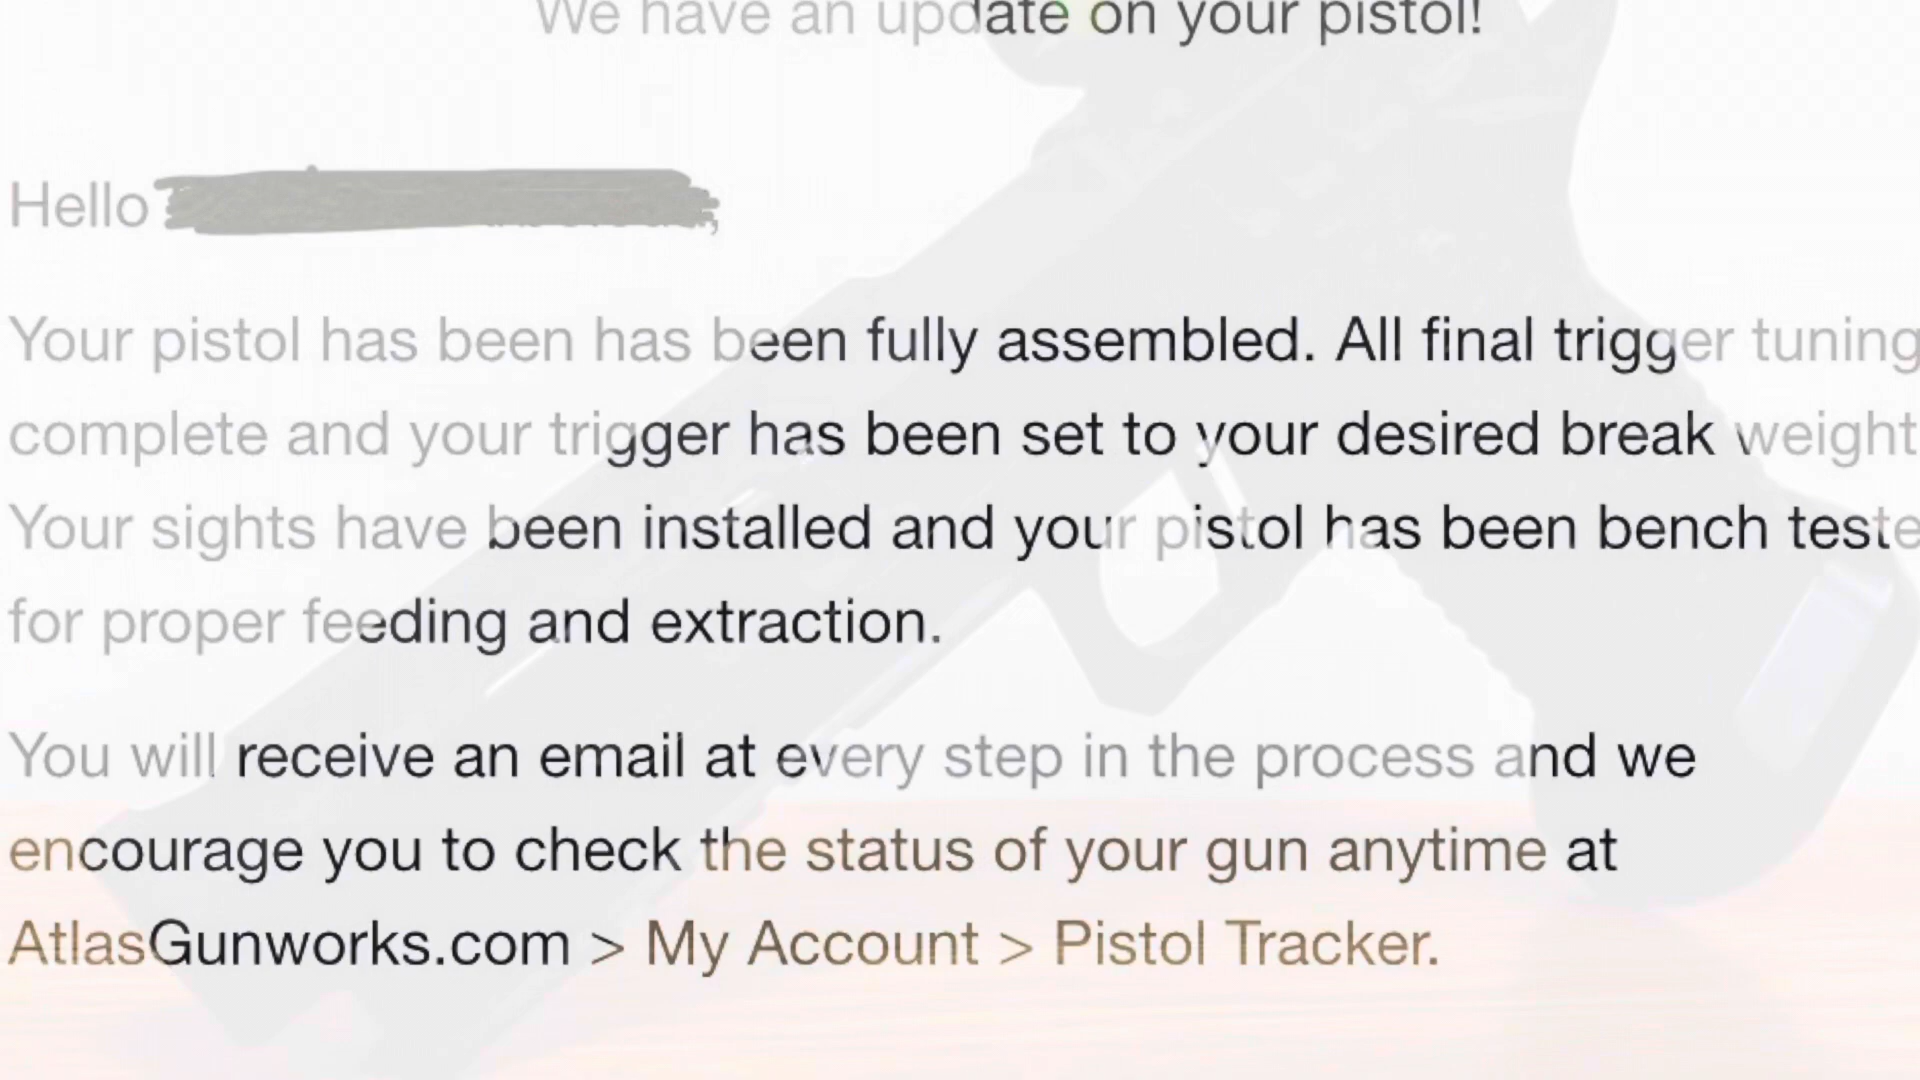 We have an update on your pistol!
Hello
Your pistol has been has been fully assembled. All final trigger tuning
complete and your trigger has been set to your desired break weight
Your sights have been installed and your pistol has been bench teste
for proper feeding and extraction.
You will receive an email at every step in the process and we
encourage you to check the status of your gun anytime at
AtlasGunworks.com > My Account > Pistol Tracker.